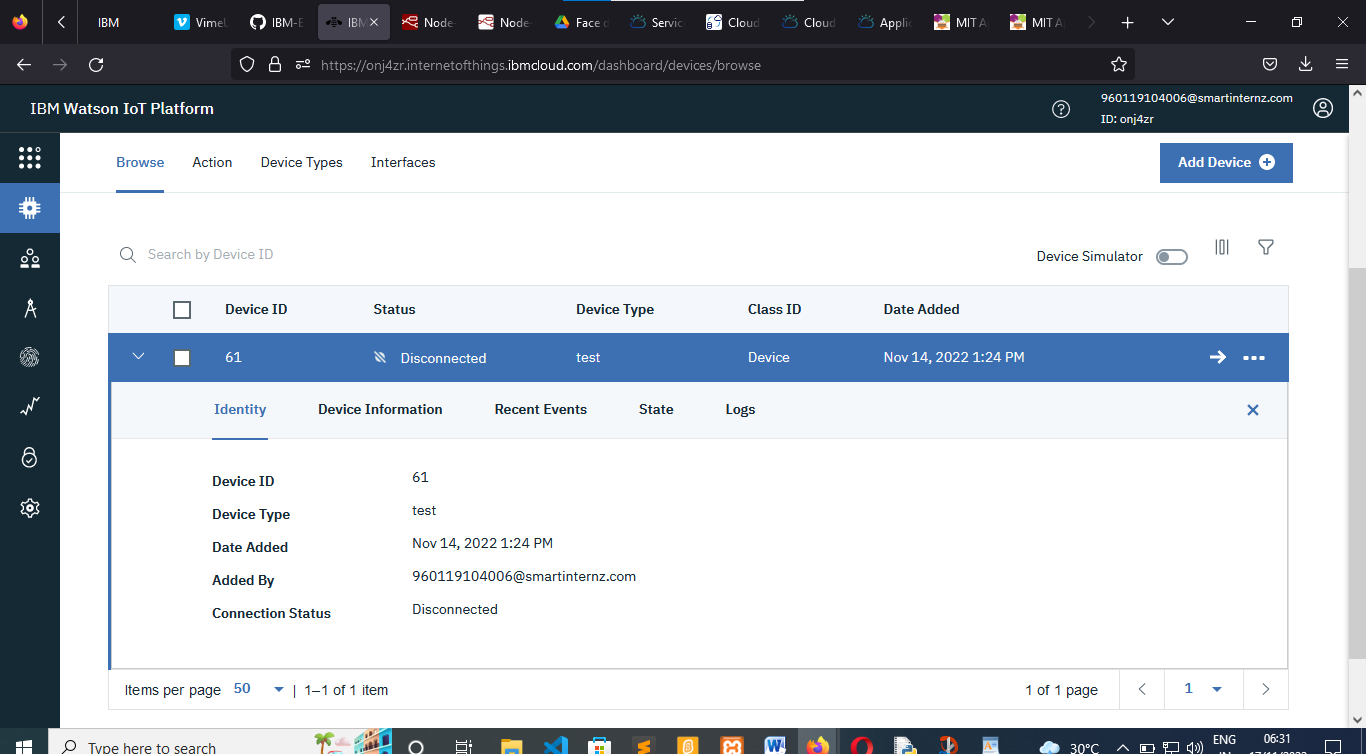 IBM
Vime
IBM-E
IBM
Node-
Node-
Face d
Servic
Cloud
Cloud
Applic
MIT A
MIT A
https://onj4zr.internetofthings.ibmcloud.com/dashboard/devices/browse
IBM Watson IoT Platform
960119104006@smartinternz.com
ID: onj4zr
Browse Action Device Types Interfaces
Add Device
Search by Device ID
Device Simulator
Device ID Status Device Type Class ID Date Added
61 Disconnected test Device Nov 14, 2022 1:24 PM
Identity Device Information Recent Events State Logs
Device ID 61
Device Type test
Date Added Nov 14, 2022 1:24 PM
Added By 960119104006@smartinternz.com
Connection Status Disconnected
Items per page 50 | 1–1 of 1 item
1 of 1 page
1
Type here to search
30°C
ENG
06:31